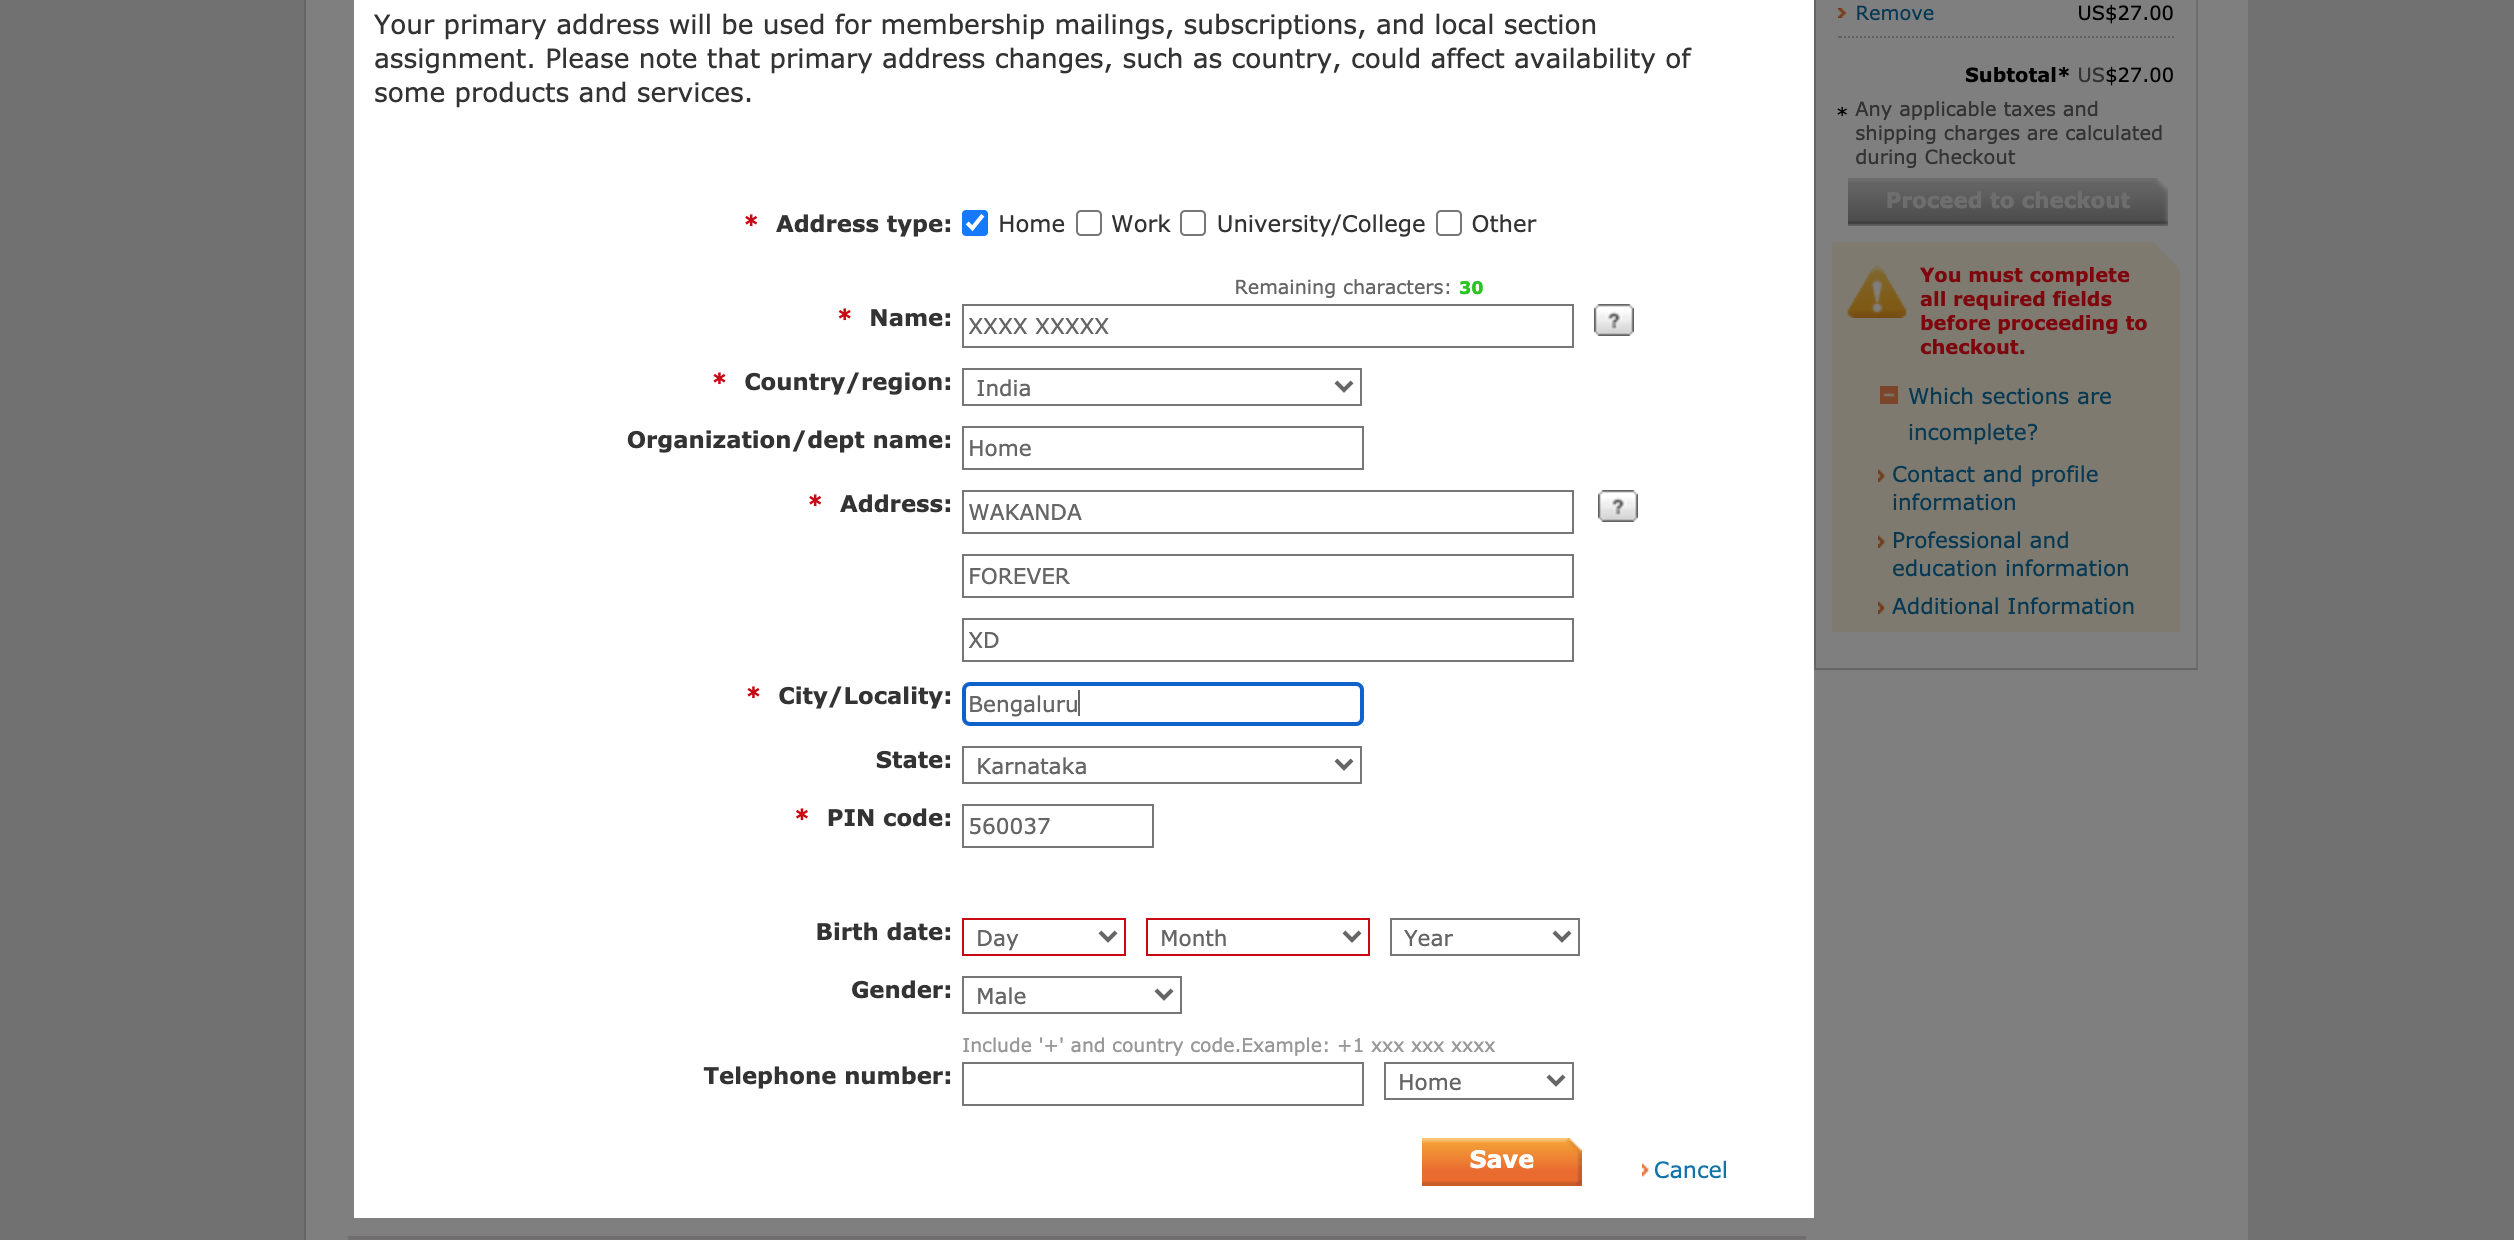 Your primary address will be used for membership mailings, subscriptions, and local section
assignment. Please note that primary address changes, such as country, could affect availability of
some products and services.
* Address type: Home Work University/College Other
Remaining characters: 30
* Name: XXXX XXXXX ?
* Country/region: India
Organization/dept name: Home
* Address: WAKANDA ?
FOREVER
XD
* City/Locality: Bengaluru
State: Karnataka
* PIN code: 560037
Birth date: Day Month Year
Gender: Male
Include '+' and country code.Example: +1 xxx xxx xxxx
Telephone number: Home
Save Cancel
Remove US$27.00
Subtotal* US$27.00
* Any applicable taxes and
shipping charges are calculated
during Checkout
Proceed to checkout
You must complete
all required fields
before proceeding to
checkout.
Which sections are
incomplete?
Contact and profile
information
Professional and
education information
Additional Information